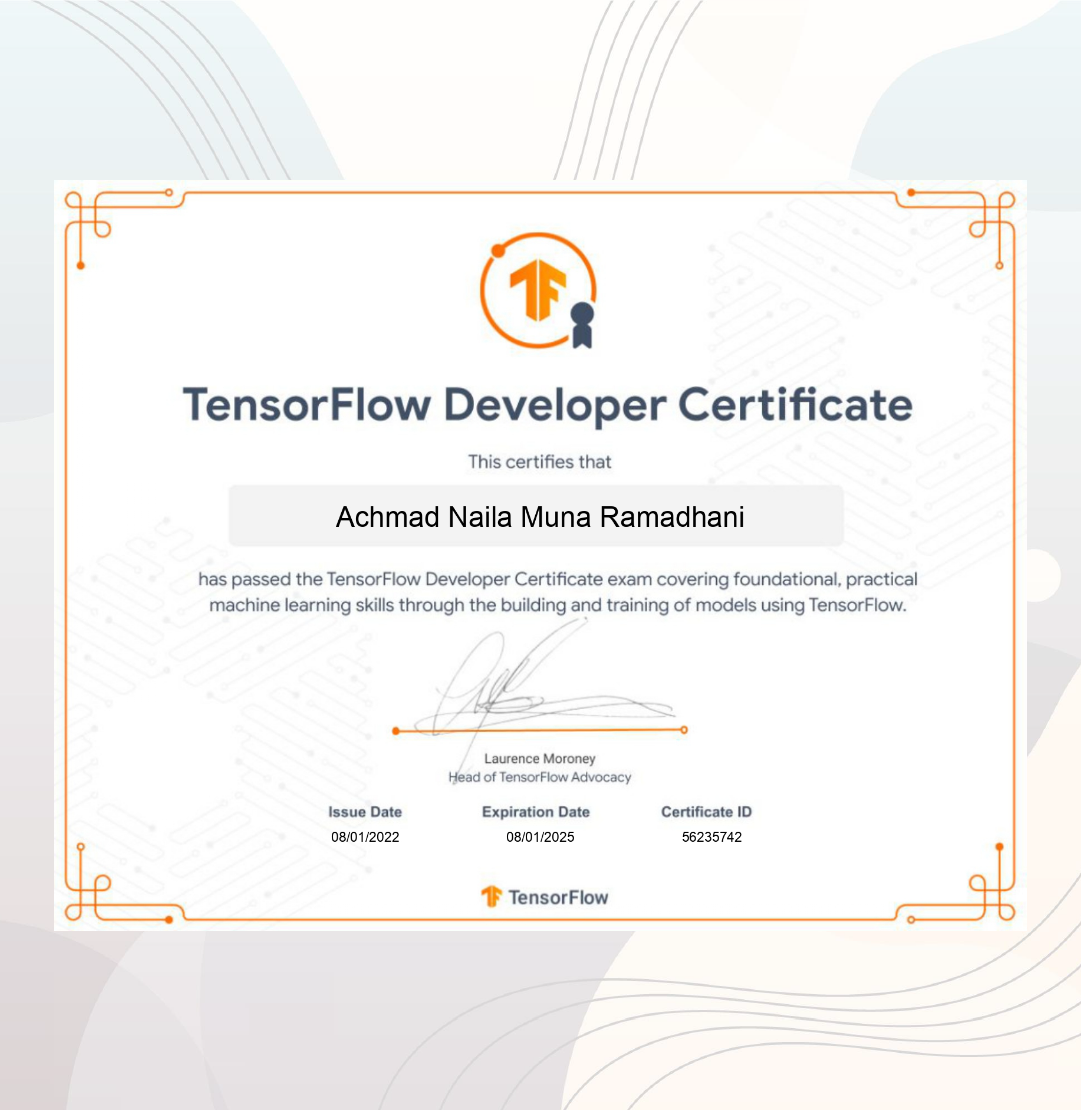 TensorFlow Developer Certificate
This certifies that
Achmad Naila Muna Ramadhani
has passed the TensorFlow Developer Certificate exam covering foundational, practical
machine learning skills through the building and training of models using TensorFlow.
Laurence Moroney
Head of TensorFlow Advocacy
Issue Date Expiration Date Certificate ID
08/01/2022 08/01/2025 56235742
TensorFlow